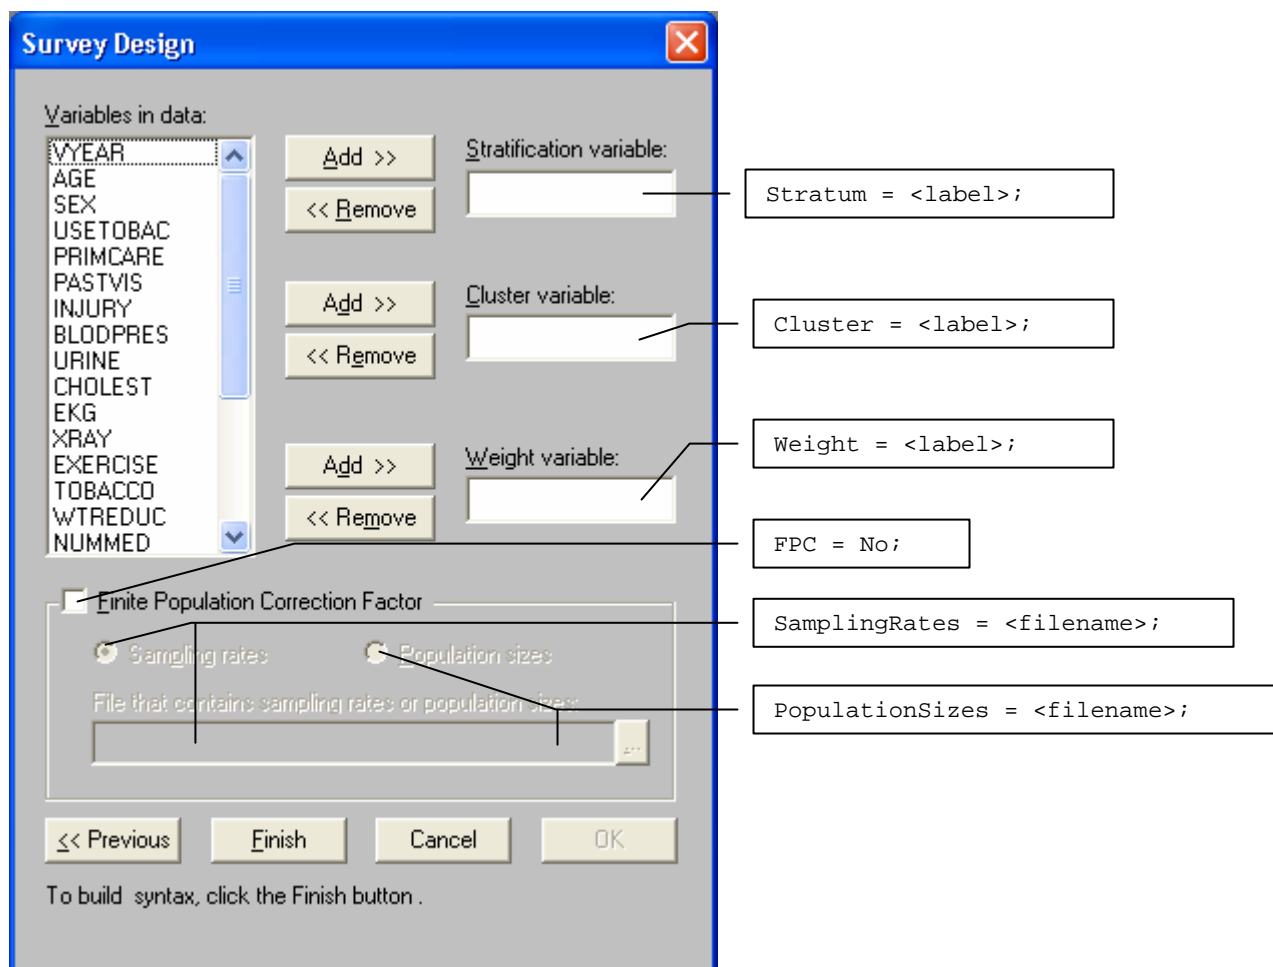 Survey Design
Variables in data:
VYEAR
AGE
SEX
USETOBAC
PRIMCARE
PASTVIS
INJURY
BLODPRES
URINE
CHOLEST
EKG
XRAY
EXERCISE
TOBACCO
WTREDUC
NUMMED
Add >>
<< Remove
Stratification variable:
Stratum = <label>;
Add >>
<< Remove
Cluster variable:
Cluster = <label>;
Add >>
<< Remove
Weight variable:
Weight = <label>;
FPC = No;
Finite Population Correction Factor
Sampling rates
Population sizes
SamplingRates = <filename>;
File that contains sampling rates or population sizes:
...
PopulationSizes = <filename>;
<< Previous
Finish
Cancel
OK
To build syntax, click the Finish button .